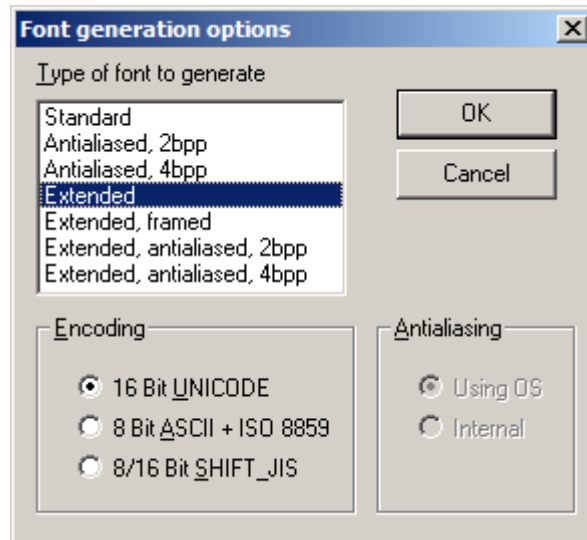 Font generation options
Type of font to generate
Standard
Antialiased, 2bpp
Antialiased, 4bpp
Extended
Extended, framed
Extended, antialiased, 2bpp
Extended, antialiased, 4bpp
OK
Cancel
Encoding
16 Bit UNICODE
8 Bit ASCII + ISO 8859
8/16 Bit SHIFT_JIS
Antialiasing
Using OS
Internal